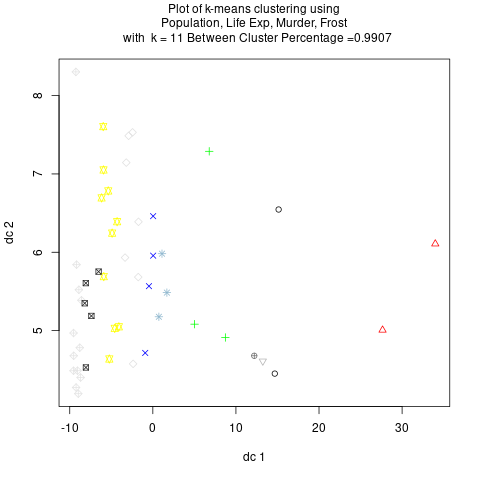 Plot of k-means clustering using
Population, Life Exp, Murder, Frost
with k = 11 Between Cluster Percentage =0.9907
8
7
6
5
dc 2
-10 0 10 20 30
dc 1